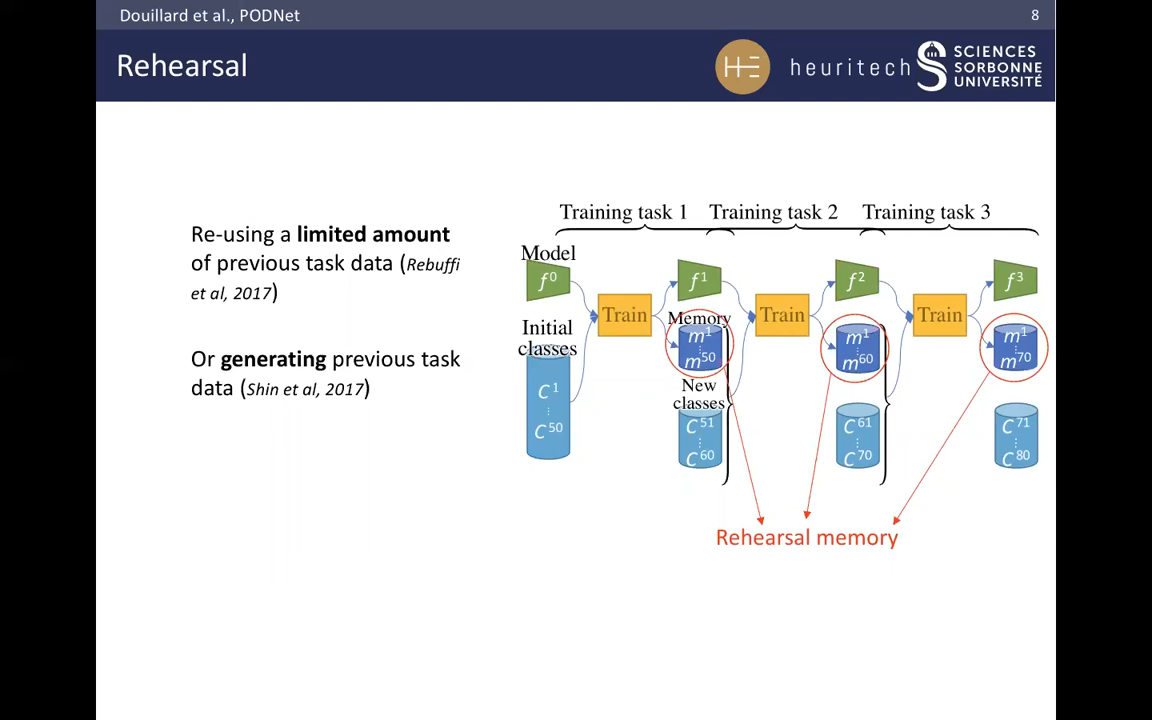 Douillard et al., PODNet
8
Rehearsal
heuritech
SCIENCES
SORBONNE
UNIVERSITÉ
Re-using a limited amount
of previous task data (Rebuffi
et al, 2017)
Or generating previous task
data (Shin et al, 2017)
Training task 1 Training task 2 Training task 3
Model
f0 f1 f2 f3
Train Train Train
Initial
classes
Memory
m1 m1 m1
⋮ ⋮ ⋮
m50 m60 m70
New
classes
C1
⋮
C50
C51 C61 C71
⋮ ⋮ ⋮
C60 C70 C80
Rehearsal memory